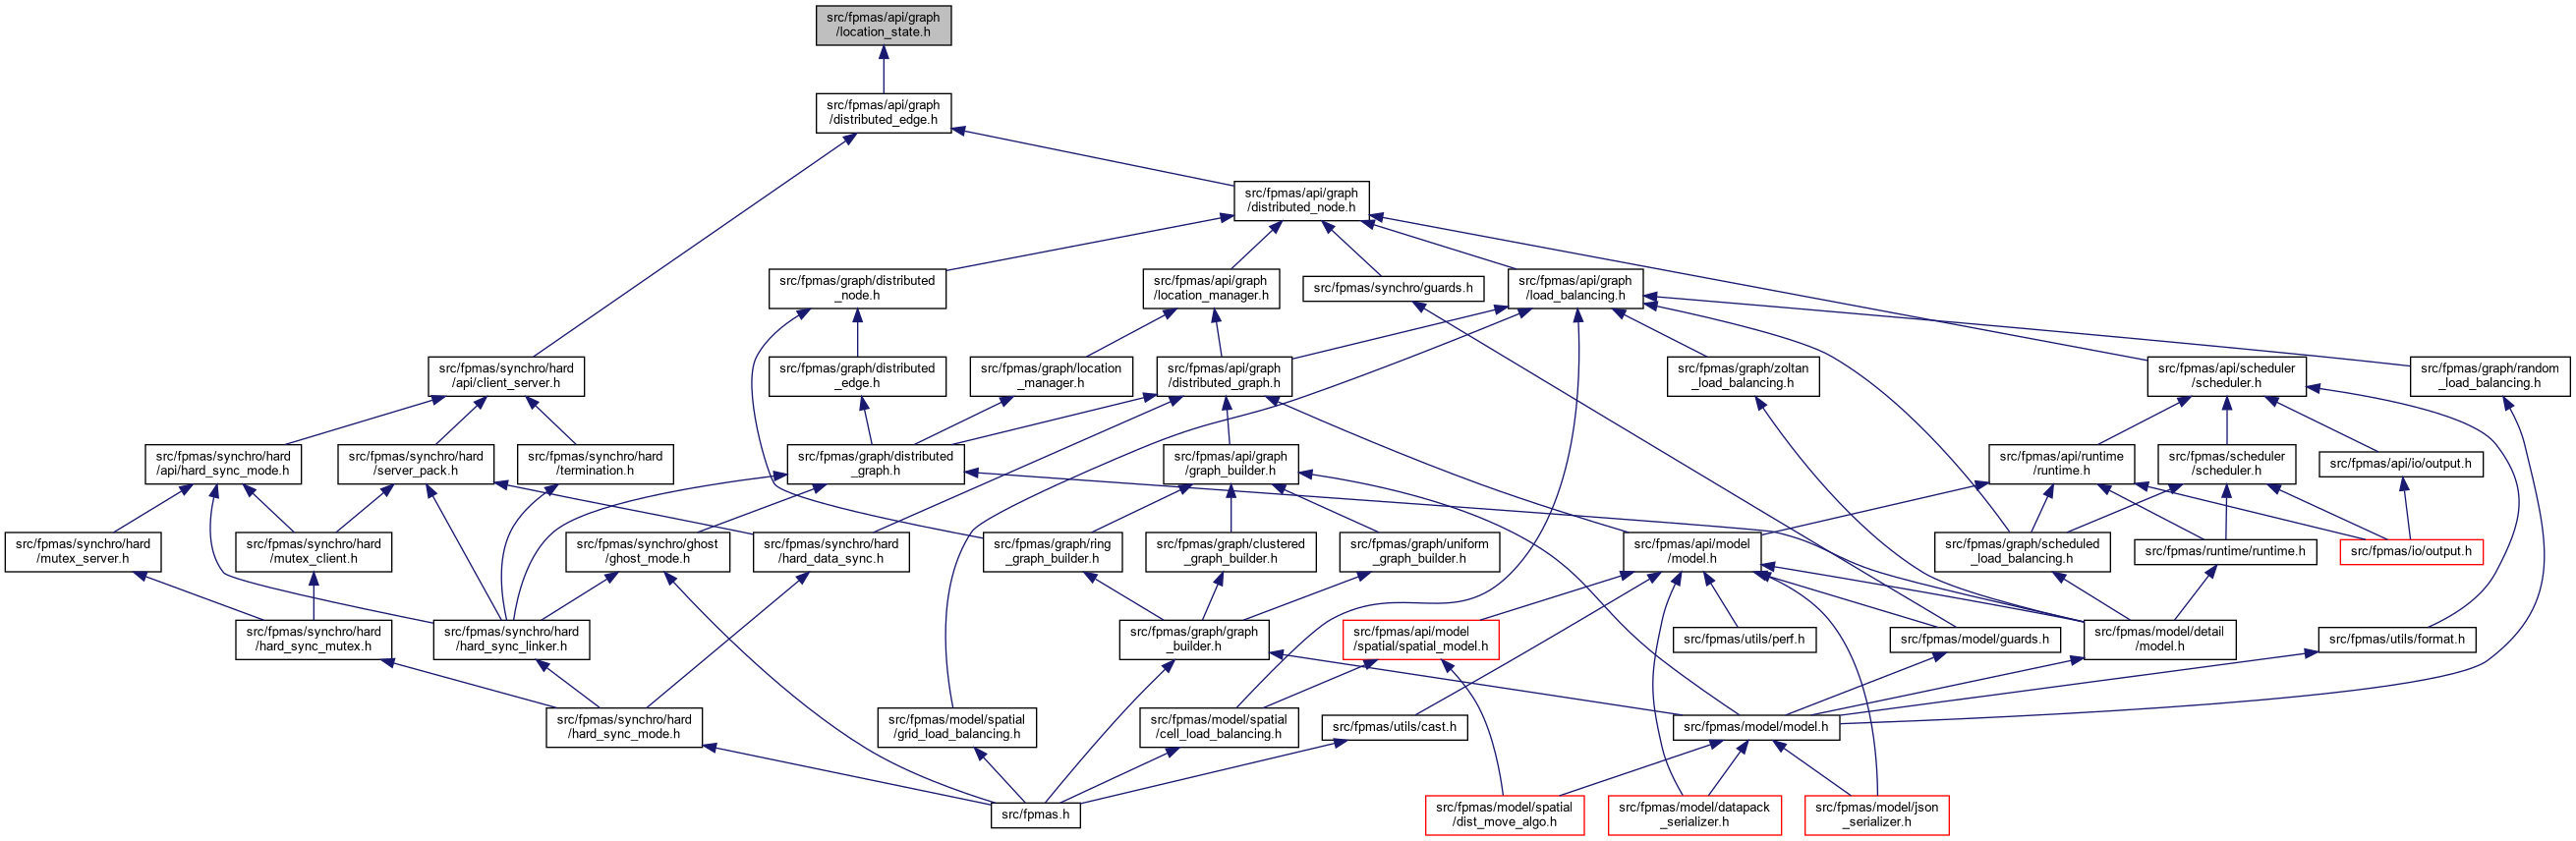 src/fpmas/api/graph
/location_state.h
src/fpmas/api/graph
/distributed_edge.h
src/fpmas/api/graph
/distributed_node.h
src/fpmas/graph/distributed
_node.h
src/fpmas/api/graph
/location_manager.h
src/fpmas/synchro/guards.h
src/fpmas/api/graph
/load_balancing.h
src/fpmas/synchro/hard
/api/client_server.h
src/fpmas/graph/distributed
_edge.h
src/fpmas/graph/location
_manager.h
src/fpmas/api/graph
/distributed_graph.h
src/fpmas/graph/zoltan
_load_balancing.h
src/fpmas/api/scheduler
/scheduler.h
src/fpmas/graph/random
_load_balancing.h
src/fpmas/synchro/hard
/api/hard_sync_mode.h
src/fpmas/synchro/hard
/server_pack.h
src/fpmas/synchro/hard
/termination.h
src/fpmas/graph/distributed
_graph.h
src/fpmas/api/graph
/graph_builder.h
src/fpmas/api/runtime
/runtime.h
src/fpmas/scheduler
/scheduler.h
src/fpmas/api/io/output.h
src/fpmas/synchro/hard
/mutex_server.h
src/fpmas/synchro/hard
/mutex_client.h
src/fpmas/synchro/ghost
/ghost_mode.h
src/fpmas/synchro/hard
/hard_data_sync.h
src/fpmas/graph/ring
_graph_builder.h
src/fpmas/graph/clustered
_graph_builder.h
src/fpmas/graph/uniform
_graph_builder.h
src/fpmas/api/model
/model.h
src/fpmas/graph/scheduled
_load_balancing.h
src/fpmas/runtime/runtime.h
src/fpmas/io/output.h
src/fpmas/synchro/hard
/hard_sync_mutex.h
src/fpmas/synchro/hard
/hard_sync_linker.h
src/fpmas/graph/graph
_builder.h
src/fpmas/api/model
/spatial/spatial_model.h
src/fpmas/utils/perf.h
src/fpmas/model/guards.h
src/fpmas/model/detail
/model.h
src/fpmas/utils/format.h
src/fpmas/synchro/hard
/hard_sync_mode.h
src/fpmas/model/spatial
/grid_load_balancing.h
src/fpmas/model/spatial
/cell_load_balancing.h
src/fpmas/utils/cast.h
src/fpmas/model/model.h
src/fpmas.h
src/fpmas/model/spatial
/dist_move_algo.h
src/fpmas/model/datapack
_serializer.h
src/fpmas/model/json
_serializer.h